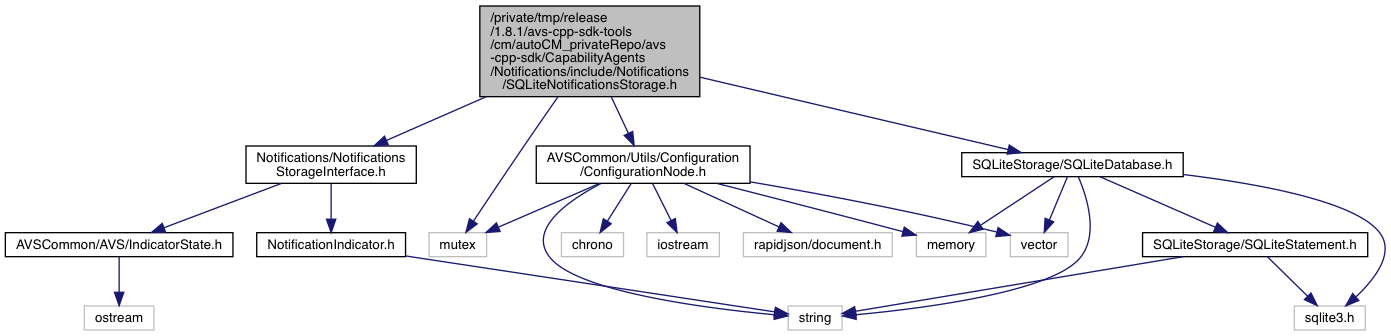 /private/tmp/release
/1.8.1/avs-cpp-sdk-tools
/cm/autoCM_privateRepo/avs
-cpp-sdk/CapabilityAgents
/Notifications/include/Notifications
/SQLiteNotificationsStorage.h
Notifications/Notifications
StorageInterface.h
AVSCommon/Utils/Configuration
/ConfigurationNode.h
SQLiteStorage/SQLiteDatabase.h
AVSCommon/AVS/IndicatorState.h
NotificationIndicator.h
mutex
chrono
iostream
rapidjson/document.h
memory
vector
SQLiteStorage/SQLiteStatement.h
ostream
string
sqlite3.h